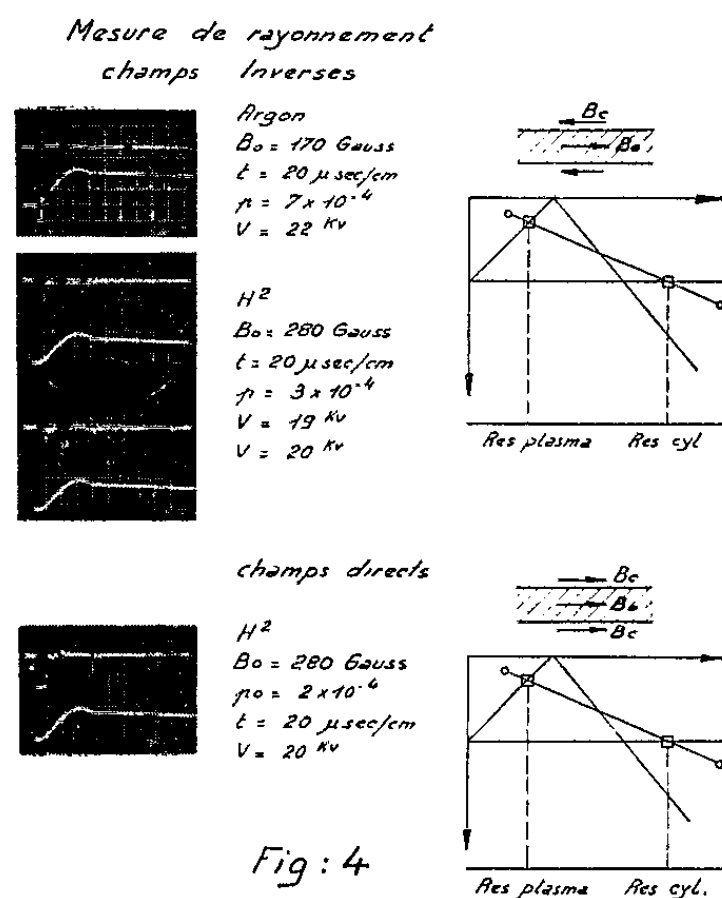 Mesure de rayonnement
champs Inverses
Argon
Bo = 170 Gauss
t = 20 µsec/cm
p = 7 x 10⁻⁴
V = 22 Kv
H²
Bo = 280 Gauss
t = 20 µsec/cm
p = 3 x 10⁻⁴
V = 19 Kv
V = 20 Kv
Bc
Bo
Res plasma Res cyl
champs directs
H²
Bo = 280 Gauss
po = 2 x 10⁻⁴
t = 20 µsec/cm
V = 20 Kv
Bc
Bo
Bc
Res plasma Res cyl.
Fig : 4